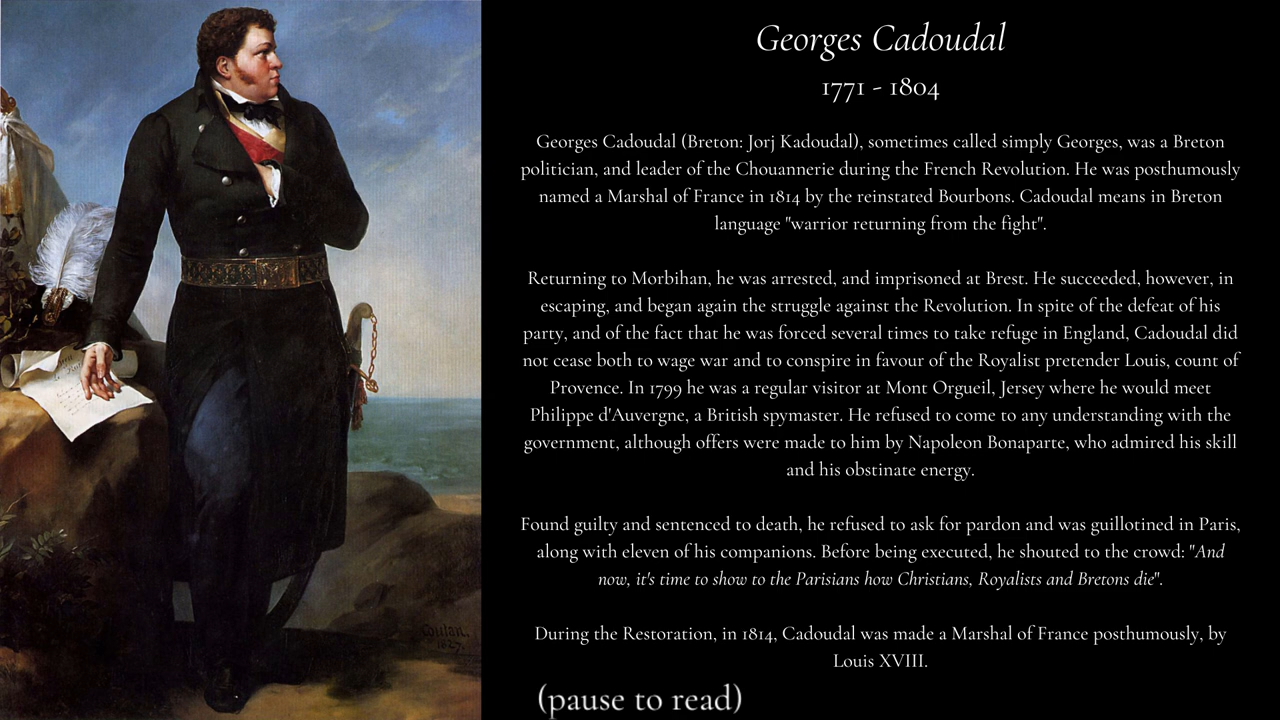 Georges Cadoudal
1771 - 1804
Georges Cadoudal (Breton: Jorj Kadoudal), sometimes called simply Georges, was a Breton
politician, and leader of the Chouannerie during the French Revolution. He was posthumously
named a Marshal of France in 1814 by the reinstated Bourbons. Cadoudal means in Breton
language "warrior returning from the fight".
Returning to Morbihan, he was arrested, and imprisoned at Brest. He succeeded, however, in
escaping, and began again the struggle against the Revolution. In spite of the defeat of his
party, and of the fact that he was forced several times to take refuge in England, Cadoudal did
not cease both to wage war and to conspire in favour of the Royalist pretender Louis, count of
Provence. In 1799 he was a regular visitor at Mont Orgueil, Jersey where he would meet
Philippe d'Auvergne, a British spymaster. He refused to come to any understanding with the
government, although offers were made to him by Napoleon Bonaparte, who admired his skill
and his obstinate energy.
Found guilty and sentenced to death, he refused to ask for pardon and was guillotined in Paris,
along with eleven of his companions. Before being executed, he shouted to the crowd: "And
now, it's time to show to the Parisians how Christians, Royalists and Bretons die".
During the Restoration, in 1814, Cadoudal was made a Marshal of France posthumously, by
Louis XVIII.
(pause to read)